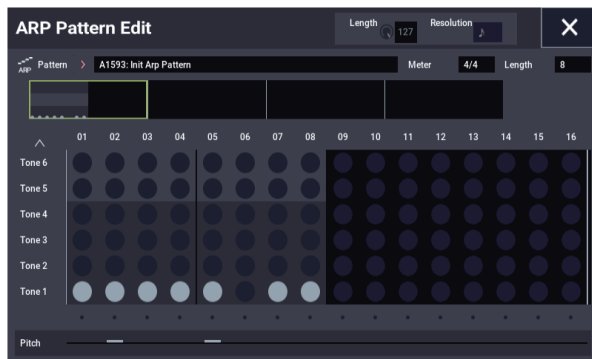 ARP Pattern Edit
Length 127 Resolution ♪ X
ARP Pattern > A1593: Init Arp Pattern Meter 4/4 Length 8
01 02 03 04 05 06 07 08 09 10 11 12 13 14 15 16
Tone 6
Tone 5
Tone 4
Tone 3
Tone 2
Tone 1
Pitch